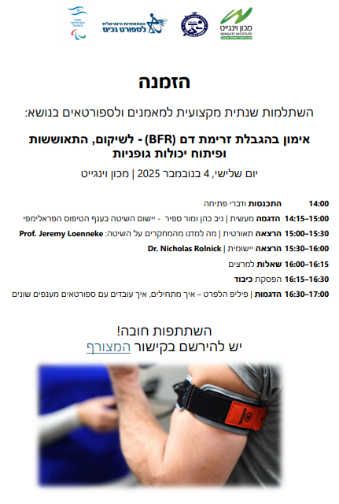 ההתאחדות הישראלית
לספורט נכים
מכון וינגייט
WINGATE INSTITUTE
הזמנה
השתלמות שנתית מקצועית למאמנים ולספורטאים בנושא:
אימון בהגבלת זרימת דם (BFR) - לשיקום, התאוששות
ופיתוח יכולות גופניות
יום שלישי, 4 בנובמבר 2025 | מכון וינגייט
14:00 התכנסות ודברי פתיחה
14:15–15:00 הדגמה מעשית | ניב כהן ומור ספיר - יישום השיטה בענף הטיפוס הפראלימפי
15:00–15:30 הרצאה תאורטית | מה למדנו מהמחקרים על השיטה: Prof. Jeremy Loenneke
15:30–16:00 הרצאה יישומית | Dr. Nicholas Rolnick
16:00–16:15 שאלות למרצים
16:15–16:30 הפסקת כיבוד
16:30–17:00 הדגמות | פיליפ הלפרט – איך מתחילים, איך עובדים עם ספורטאים מענפים שונים
השתתפות חובה!
יש להירשם בקישור המצורף